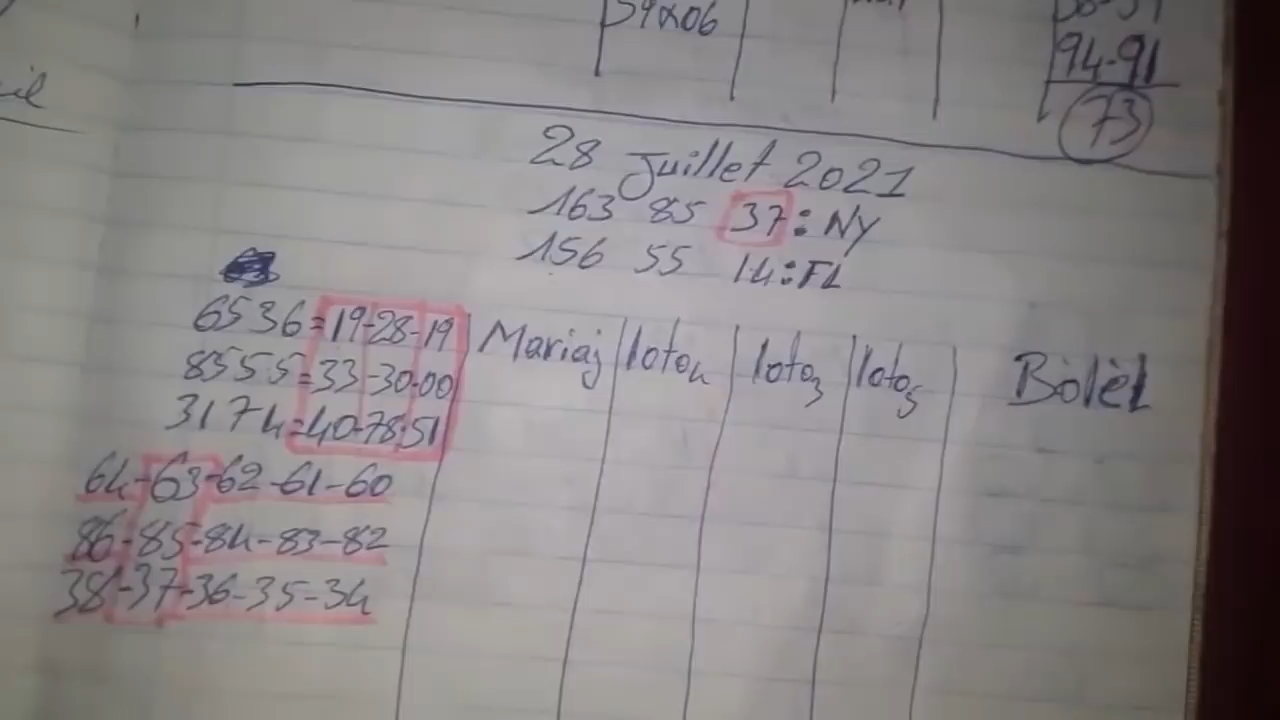 59x06
94-91
73
28 Juillet 2021
163 85 37: NY
156 55 14: FL
6536=19-28-19
8555=33-30-00
3174=40-78-51
64-63-62-61-60
86-85-84-83-82
38-37-36-35-34
Mariaj loto4 loto3 loto5 Bòlèt